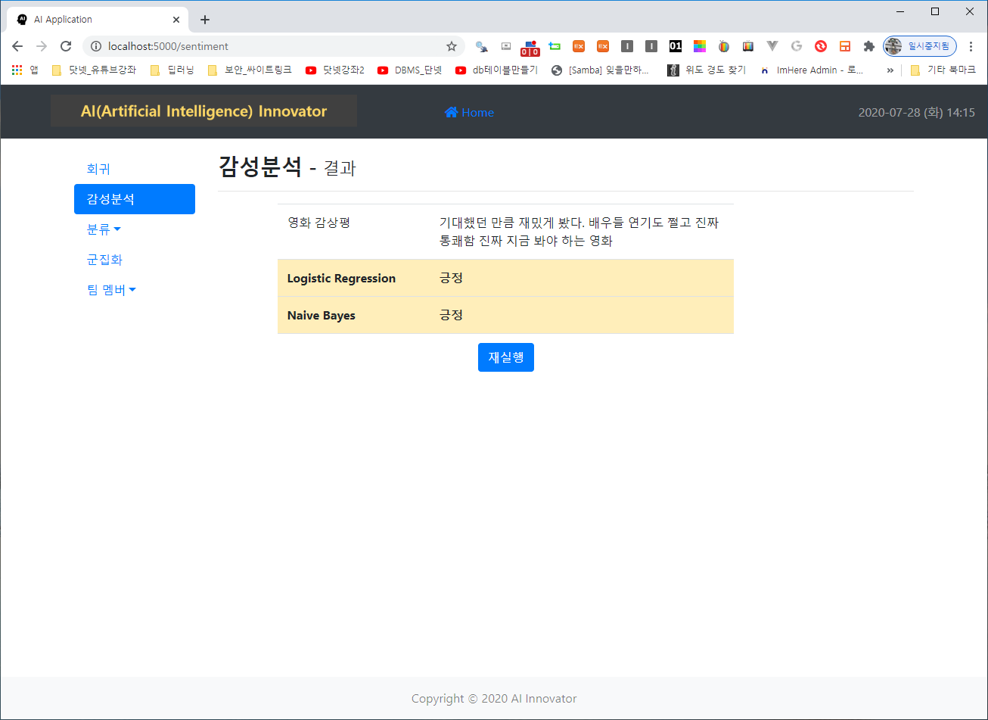 AI Application
localhost:5000/sentiment
일시중지됨
앱 닷넷_유튜브강좌 딥러닝 보안_싸이트링크 닷넷강좌2 DBMS_단넷 db테이블만들기 [Samba] 잊을만하... 위도 경도 찾기 ImHere Admin - 로... » 기타 북마크
AI(Artificial Intelligence) Innovator Home 2020-07-28 (화) 14:15
회귀
감성분석
분류
군집화
팀 멤버
감성분석 - 결과
영화 감상평 기대했던 만큼 재밌게 봤다. 배우들 연기도 쩔고 진짜
통쾌함 진짜 지금 봐야 하는 영화
Logistic Regression 긍정
Naive Bayes 긍정
재실행
Copyright © 2020 AI Innovator